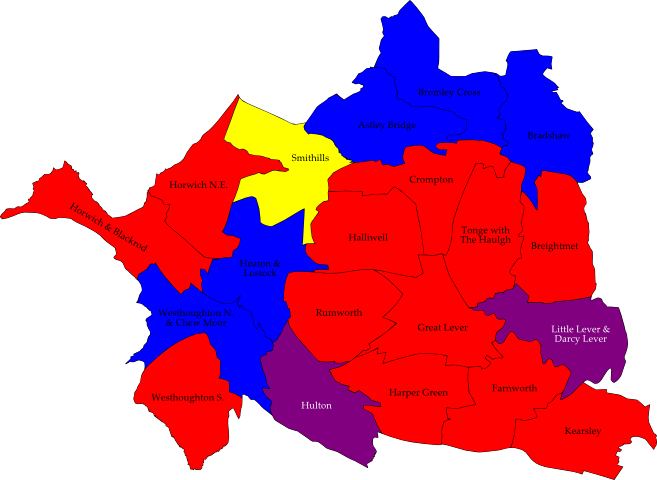 Bromley Cross
Astley Bridge
Bradshaw
Smithills
Crompton
Horwich N.E.
Horwich & Blackrod
Halliwell
Tonge with
The Haulgh
Breightmet
Heaton &
Lostock
Westhoughton N.
& Chew Moor
Rumworth
Great Lever
Little Lever &
Darcy Lever
Westhoughton S.
Hulton
Harper Green
Farnworth
Kearsley